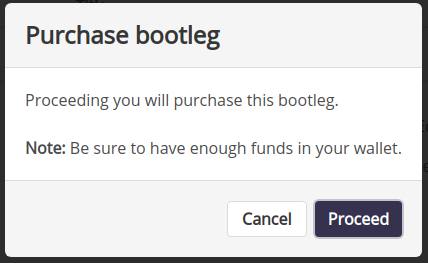 Purchase bootleg
Proceeding you will purchase this bootleg.
Note: Be sure to have enough funds in your wallet.
Cancel
Proceed